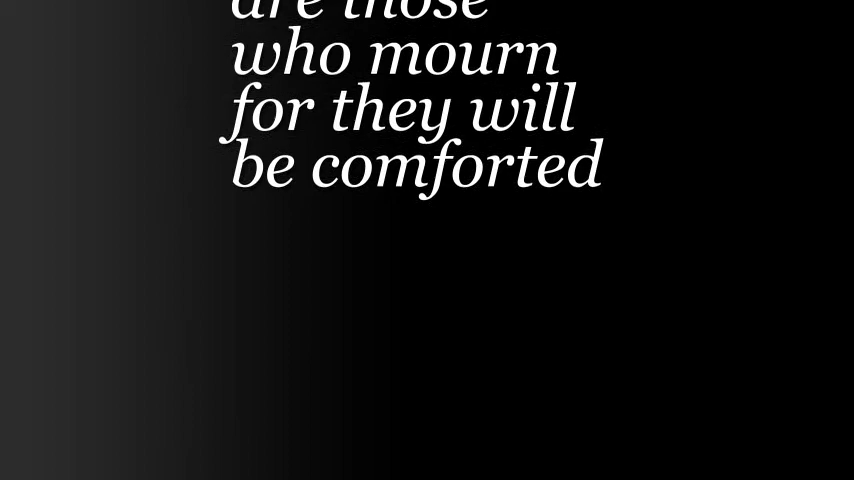 are those
who mourn
for they will
be comforted